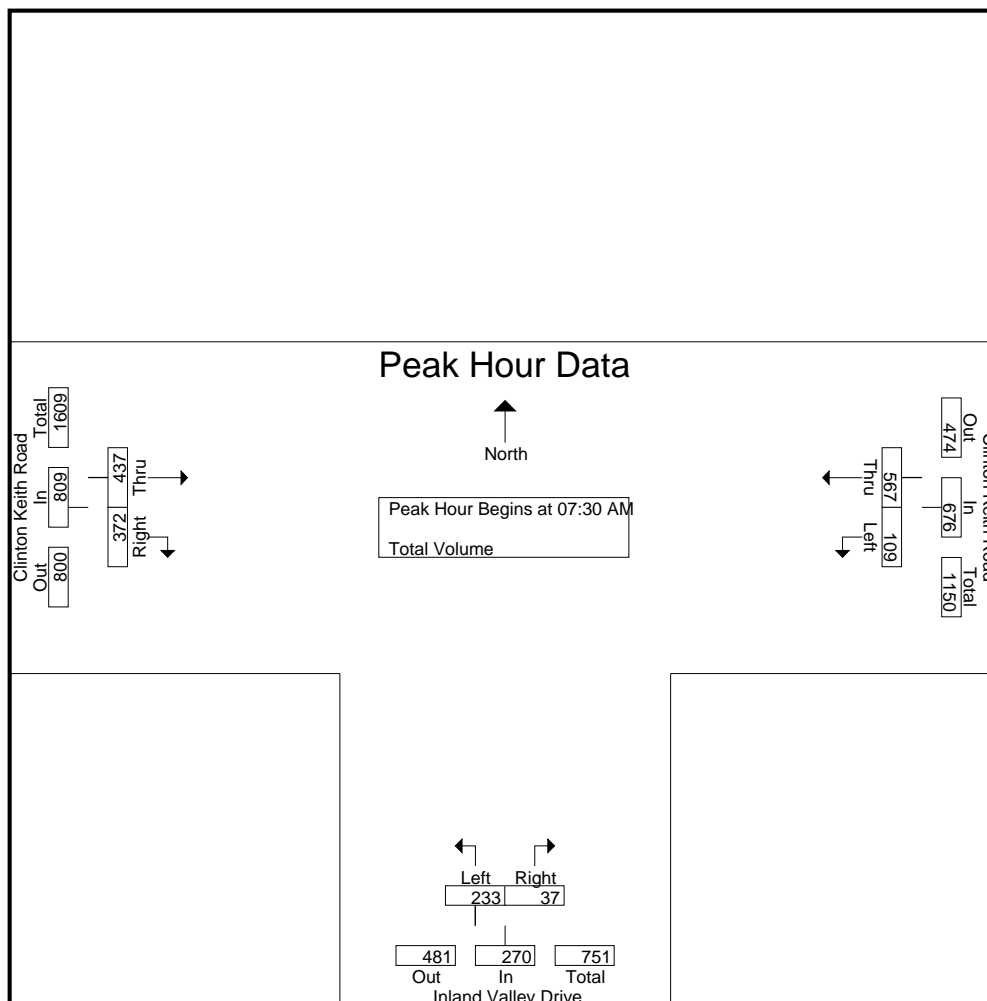 Peak Hour Data
North
Peak Hour Begins at 07:30 AM
Total Volume
Clinton Keith Road
Out
In
Total
800
809
1609
372
437
Right
Thru
Out
In
Total
474
676
1150
Thru
Left
567
109
Left
Right
233
37
481
270
751
Out
In
Total
Inland Valley Drive